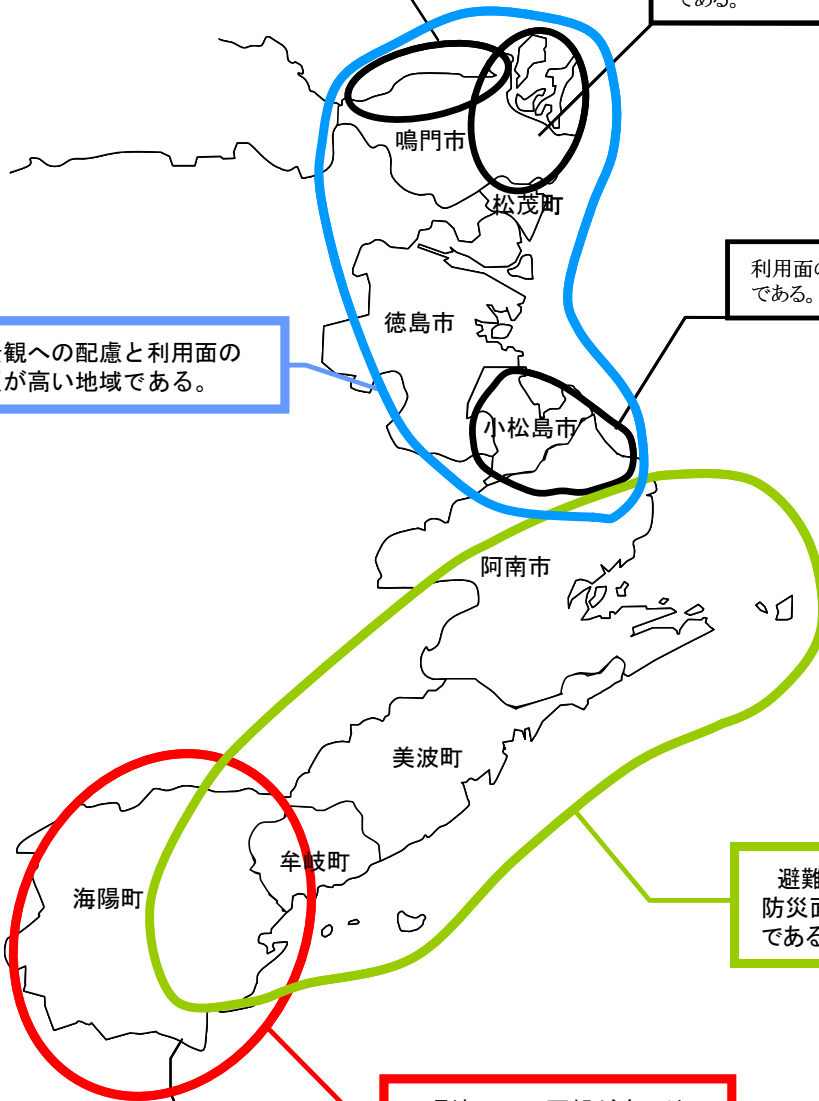 である。
鳴門市
松茂町
利用面の
である。
徳島市
観への配慮と利用面の
が高い地域である。
小松島市
阿南市
美波町
牟岐町
海陽町
避難
防災面
である